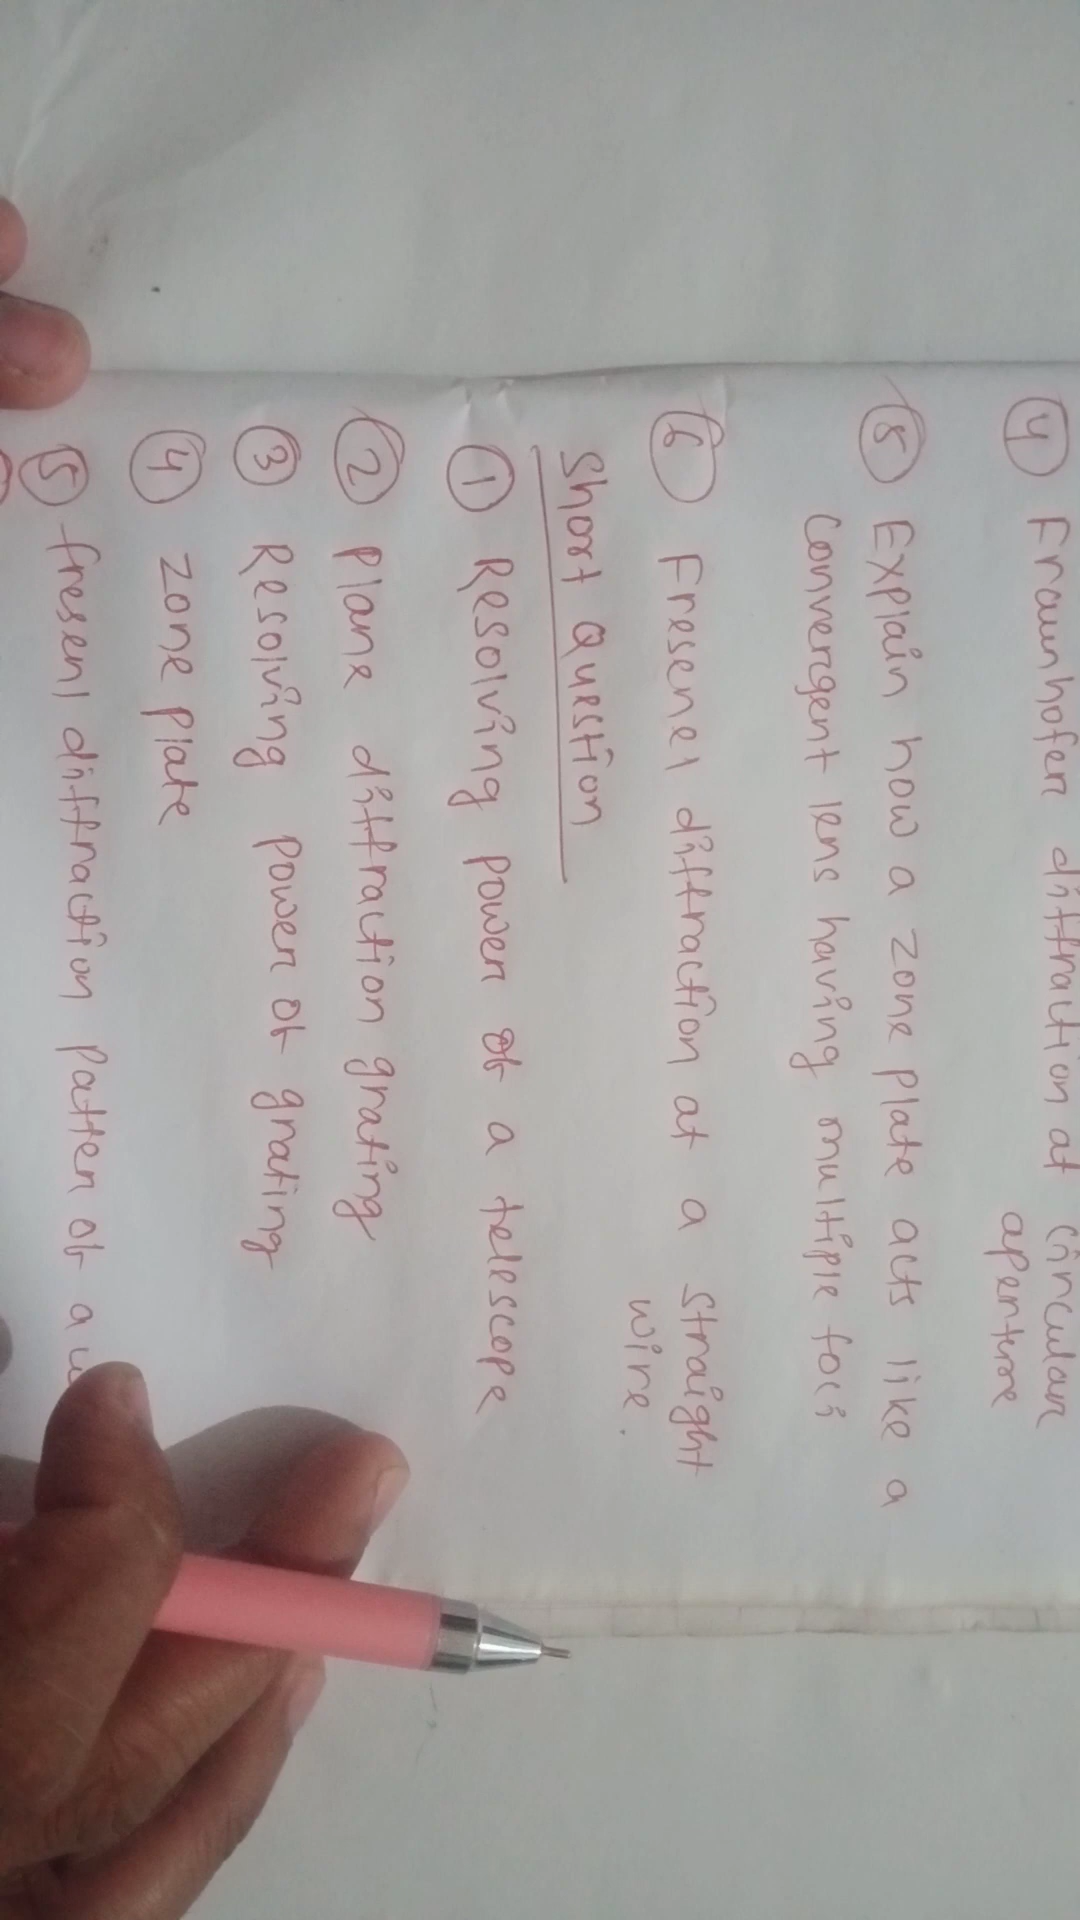 ④ Fraunhofer diffraction at circular
aperture
⑤ Explain how a zone plate acts like a
convergent lens having multiple foci
⑥ Fresenel diffraction at a straight
wire.
Short Question
① Resolving power of a telescope
② Plane diffraction grating
③ Resolving power of grating
④ Zone plate
⑤ fresenl diffraction patten of a